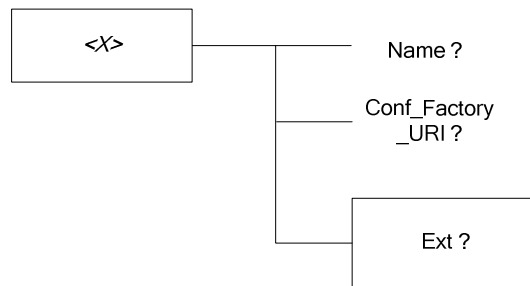 <X>
Name ?
Conf_Factory
_URI ?
Ext ?